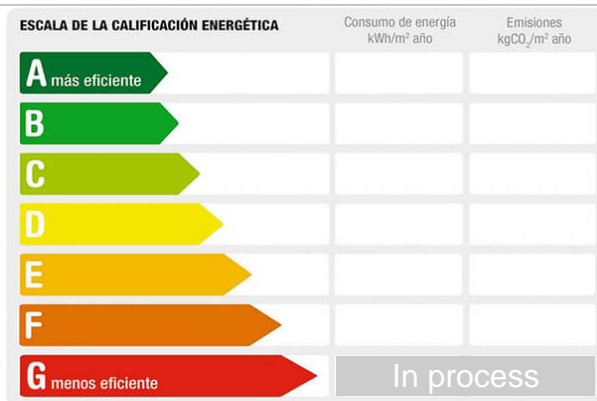 ESCALA DE LA CALIFICACIÓN ENERGÉTICA
Consumo de energía
kWh/m² año
Emisiones
kgCO₂/m² año
A más eficiente
B
C
D
E
F
G menos eficiente
In process